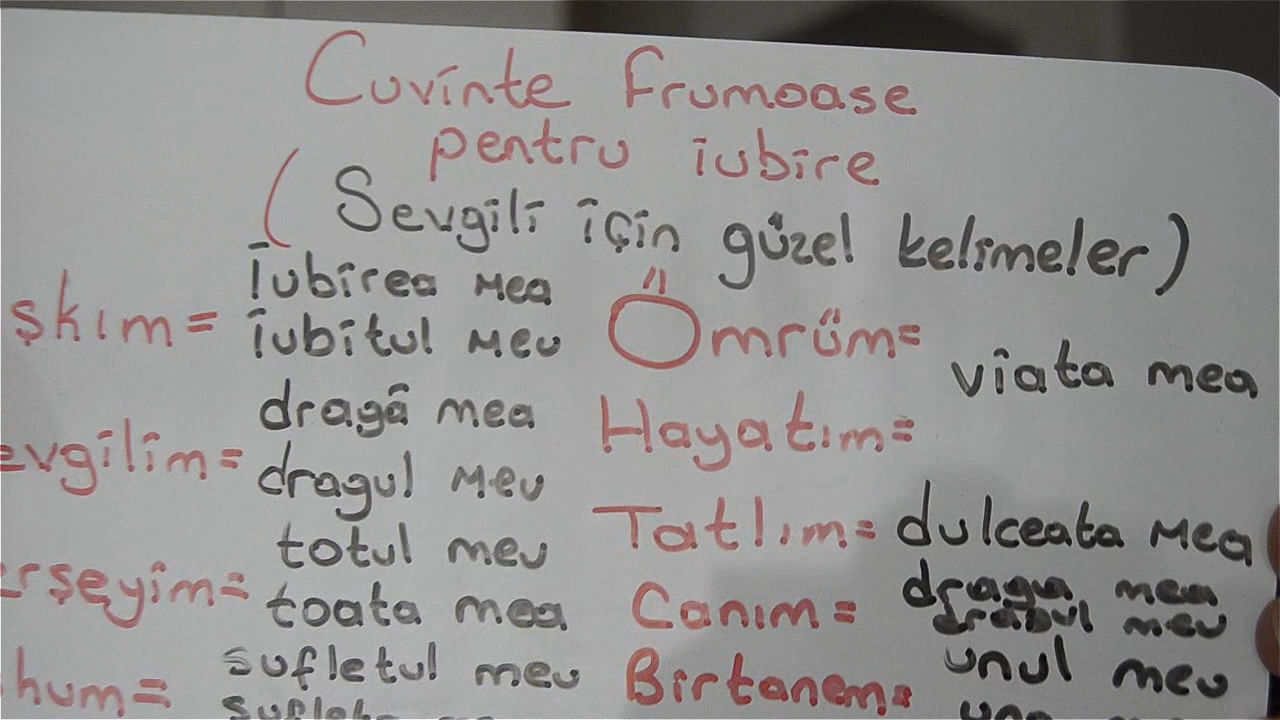 Cuvinte frumoase
pentru iubire
(Sevgili için güzel kelimeler)
şkım= iubirea mea
iubitul meu
evgilim= dragă mea
dragul meu
erşeyim= totul meu
toata mea
hum= sufletul meu
Ömrüm= viata mea
Hayatım=
Tatlım= dulceata mea
Canım= draga mea
dragul meu
Birtanem= unul meu